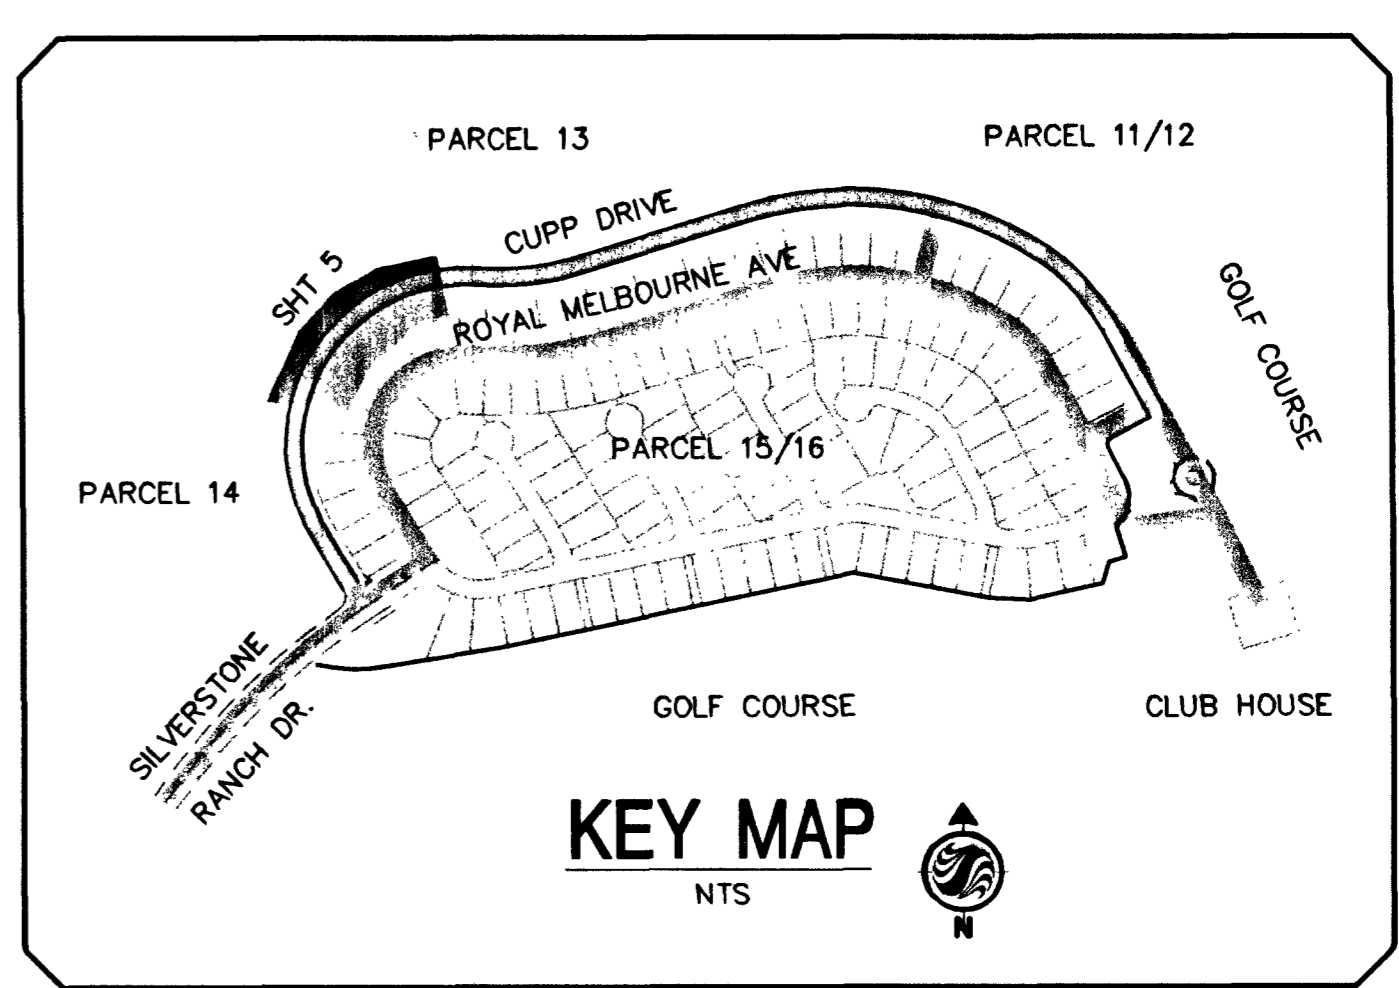 PARCEL 13
PARCEL 11/12
CUPP DRIVE
SHT 5
ROYAL MELBOURNE AVE
GOLF COURSE
PARCEL 15/16
PARCEL 14
SILVERSTONE
RANCH DR.
GOLF COURSE
CLUB HOUSE
KEY MAP
NTS
N